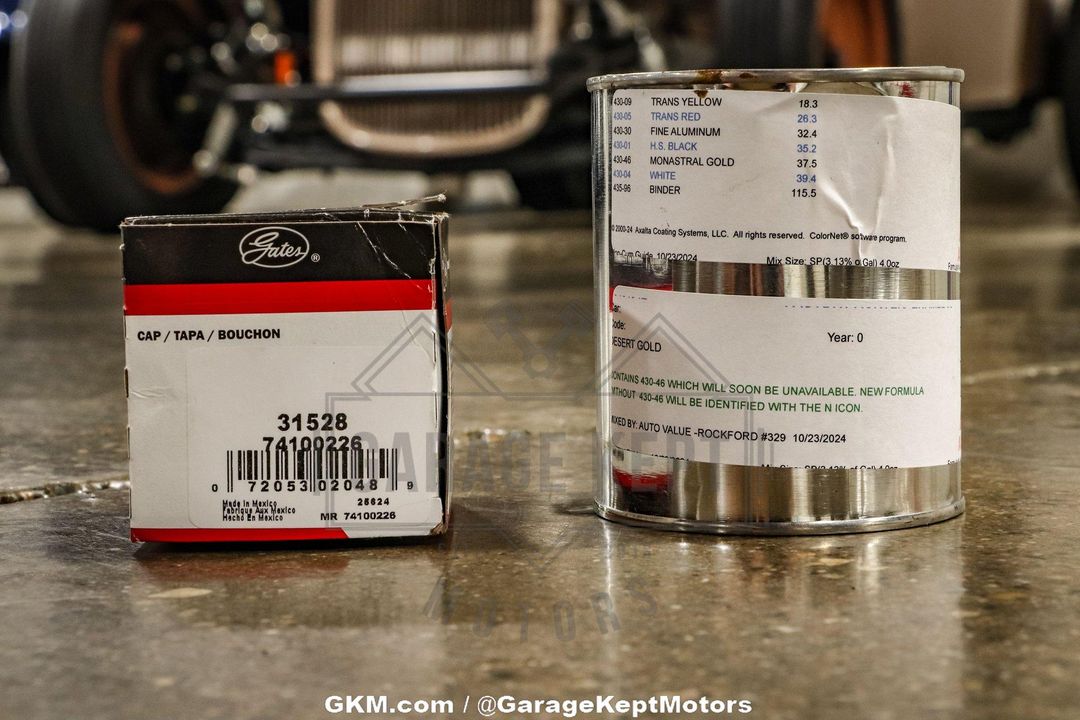 Gates®
CAP / TAPA / BOUCHON
31528
74100226
0 72053 02048 9
Made in Mexico
Fabrique Aux Mexico
Hecho En Mexico
25624
MR 74100226
430-09 TRANS YELLOW 18.3
430-05 TRANS RED 26.3
430-30 FINE ALUMINUM 32.4
430-01 H.S. BLACK 35.2
430-46 MONASTRAL GOLD 37.5
430-04 WHITE 39.4
435-96 BINDER 115.5
2000-24 Axalta Coating Systems, LLC. All rights reserved. ColorNet® software program.
10/23/2024 Mix Size: SP(3.13% o Gal) 4.0oz
Year: 0
DESERT GOLD
CONTAINS 430-46 WHICH WILL SOON BE UNAVAILABLE. NEW FORMULA
WITHOUT 430-46 WILL BE IDENTIFIED WITH THE N ICON.
MIXED BY: AUTO VALUE -ROCKFORD #329 10/23/2024
GARAGE KEPT
MOTORS
GKM.com / @GarageKeptMotors